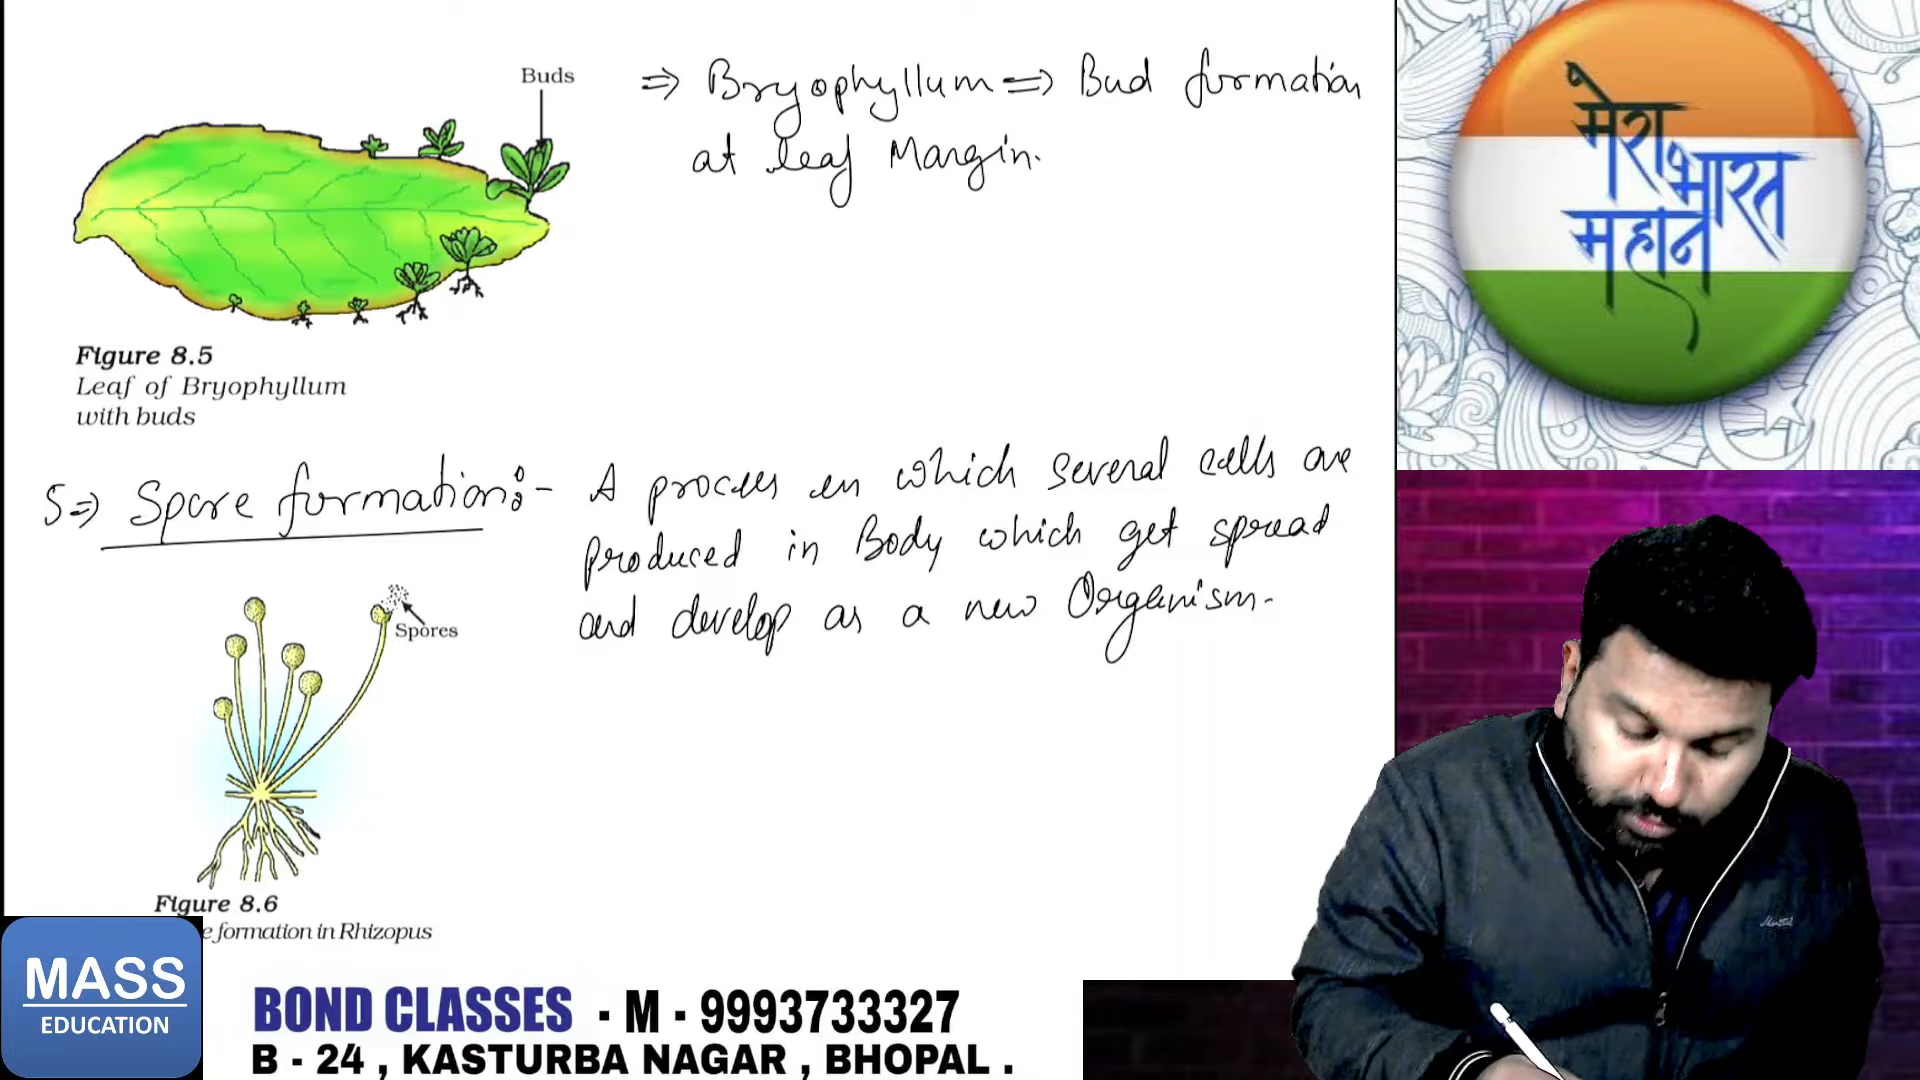 Buds
⇒ Bryophyllum ⇒ Bud formation
at leaf Margin.
Figure 8.5
Leaf of Bryophyllum
with buds
5⇒ Spore formation:- A process in which several cells are
produced in Body which get spread
and develop as a new Organism.
Spores
Figure 8.6
e formation in Rhizopus
MASS
EDUCATION
BOND CLASSES - M - 9993733327
B - 24 , KASTURBA NAGAR , BHOPAL .
मेरा
भारत
महान